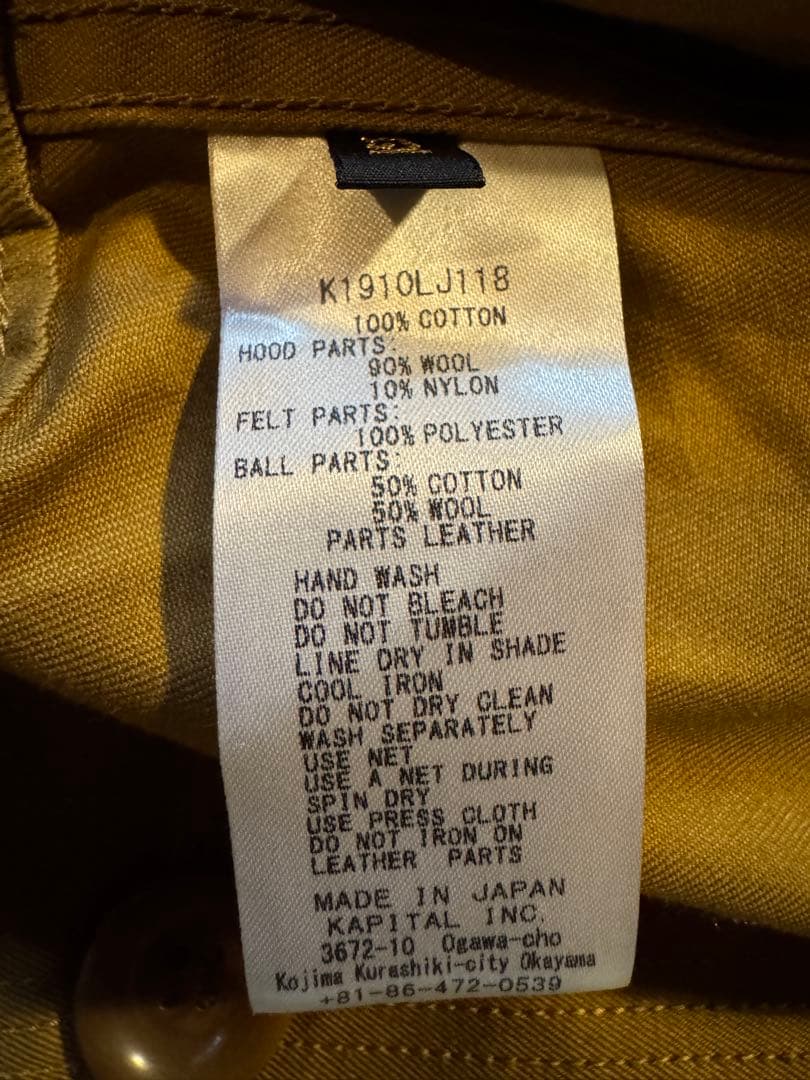 K1910LJ118
100% COTTON
HOOD PARTS:
90% WOOL
10% NYLON
FELT PARTS:
100% POLYESTER
BALL PARTS:
50% COTTON
50% WOOL
PARTS LEATHER
HAND WASH
DO NOT BLEACH
DO NOT TUMBLE
LINE DRY IN SHADE
COOL IRON
DO NOT DRY CLEAN
WASH SEPARATELY
USE NET
USE A NET DURING
SPIN DRY
USE PRESS CLOTH
DO NOT IRON ON
LEATHER PARTS
MADE IN JAPAN
KAPITAL INC.
3672-10 Ogawa-cho
Kojima Kurashiki-city Okayama
+81-86-472-0539